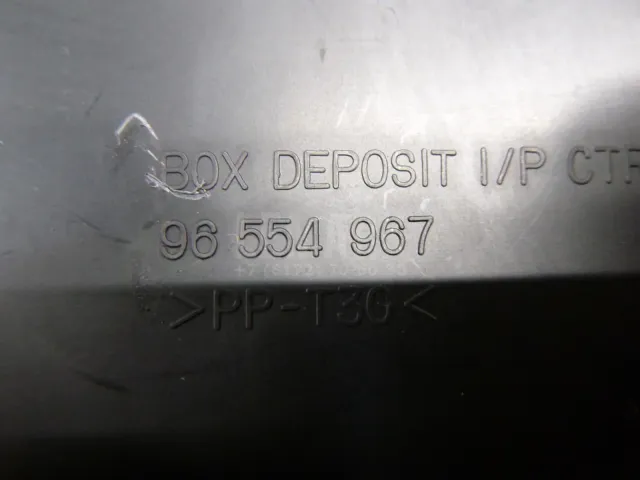 BOX DEPOSIT I/P CTR
96 554 967
>PP-T30<